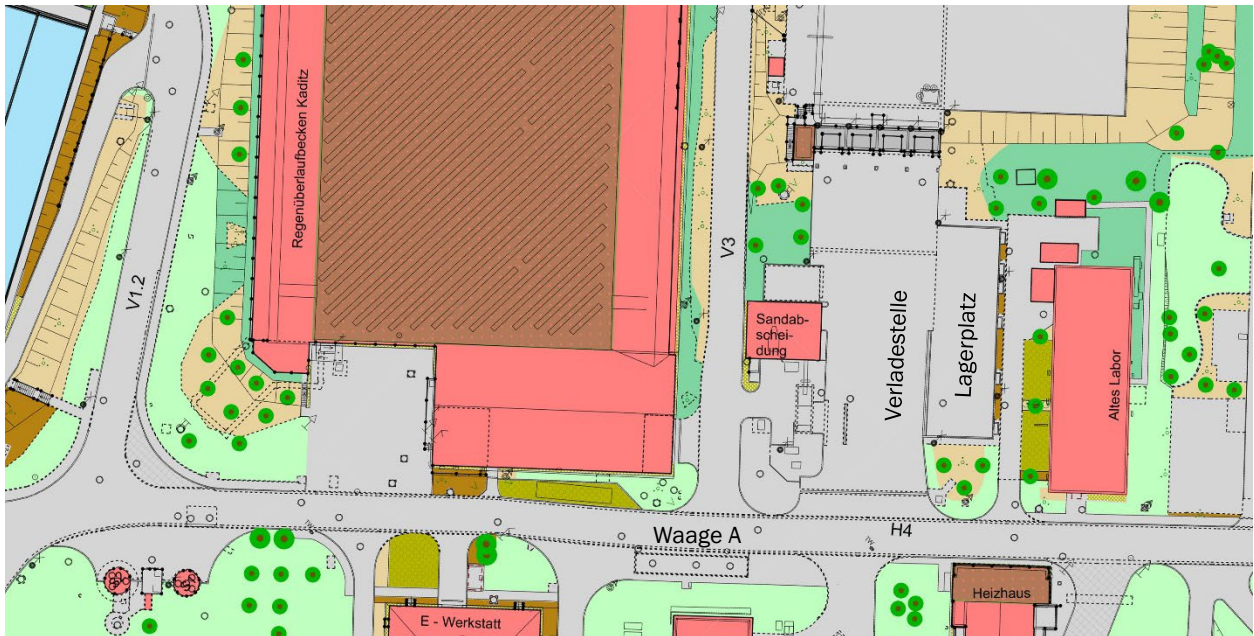 Regenüberlaufbecken Kaditz
V1.2
V3
Sandab-
schei-
dung
Verladestelle
Lagerplatz
Altes Labor
Waage A
H4
Heizhaus
E - Werkstatt